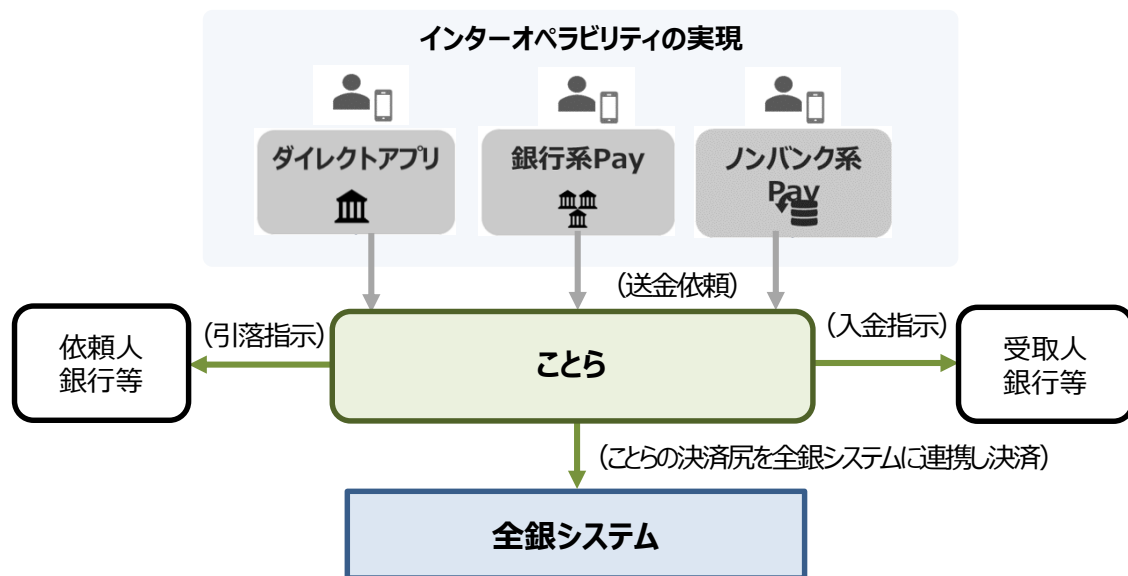 インターオペラビリティの実現
ダイレクトアプリ
銀行系Pay
ノンバンク系
Pay
（送金依頼）
依頼人
銀行等
（引落指示）
ことら
（入金指示）
受取人
銀行等
（ことらの決済尻を全銀システムに連携し決済）
全銀システム